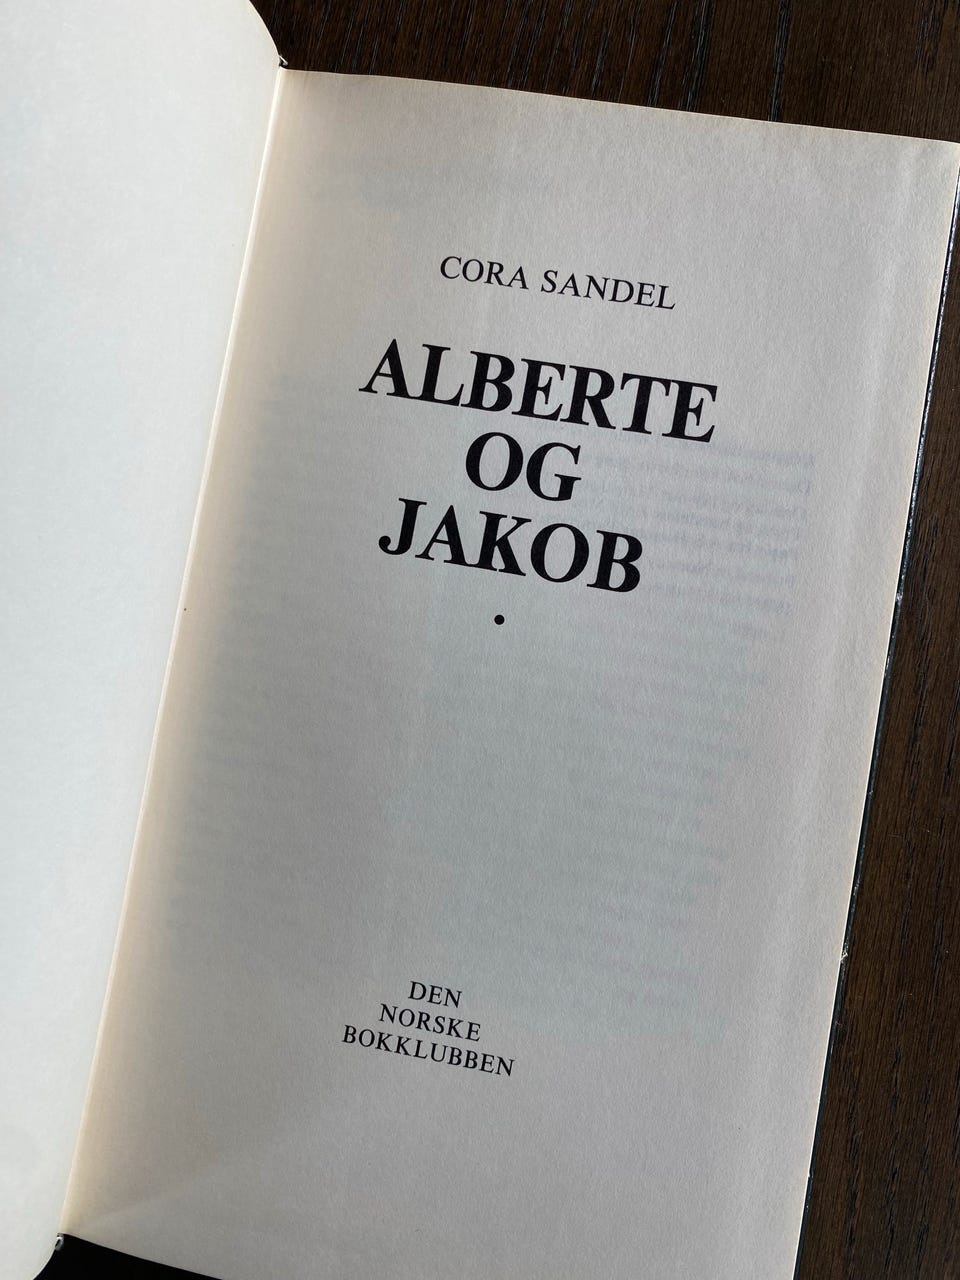 CORA SANDEL
ALBERTE
OG
JAKOB
•
DEN
NORSKE
BOKKLUBBEN